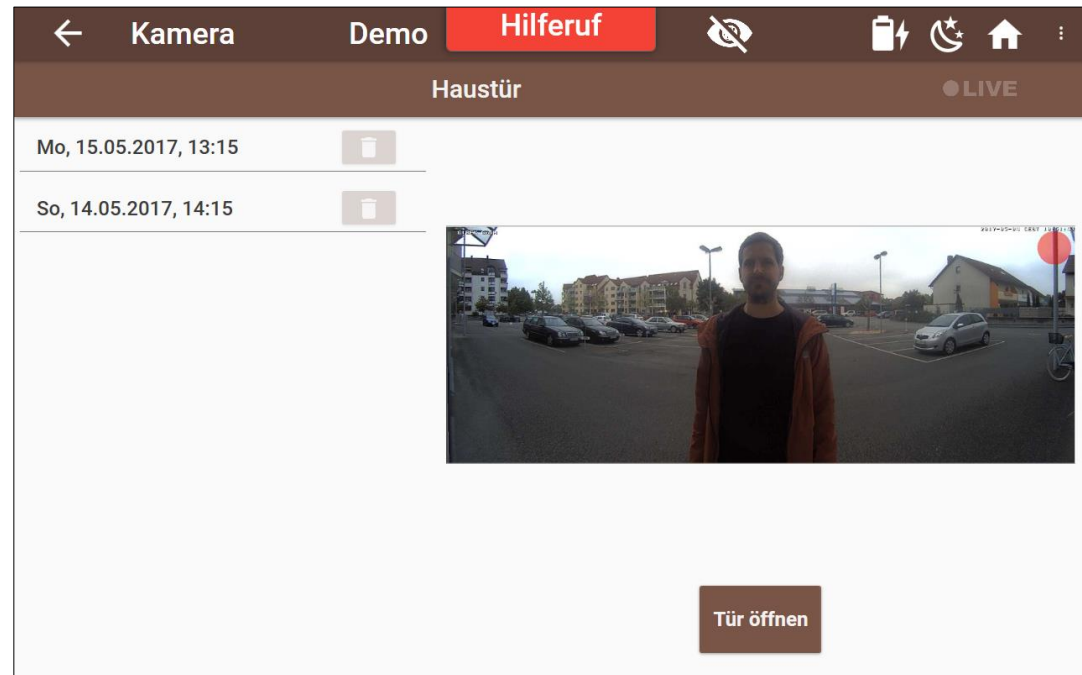 Kamera Demo Hilferuf
Haustür LIVE
Mo, 15.05.2017, 13:15
So, 14.05.2017, 14:15
Tür öffnen